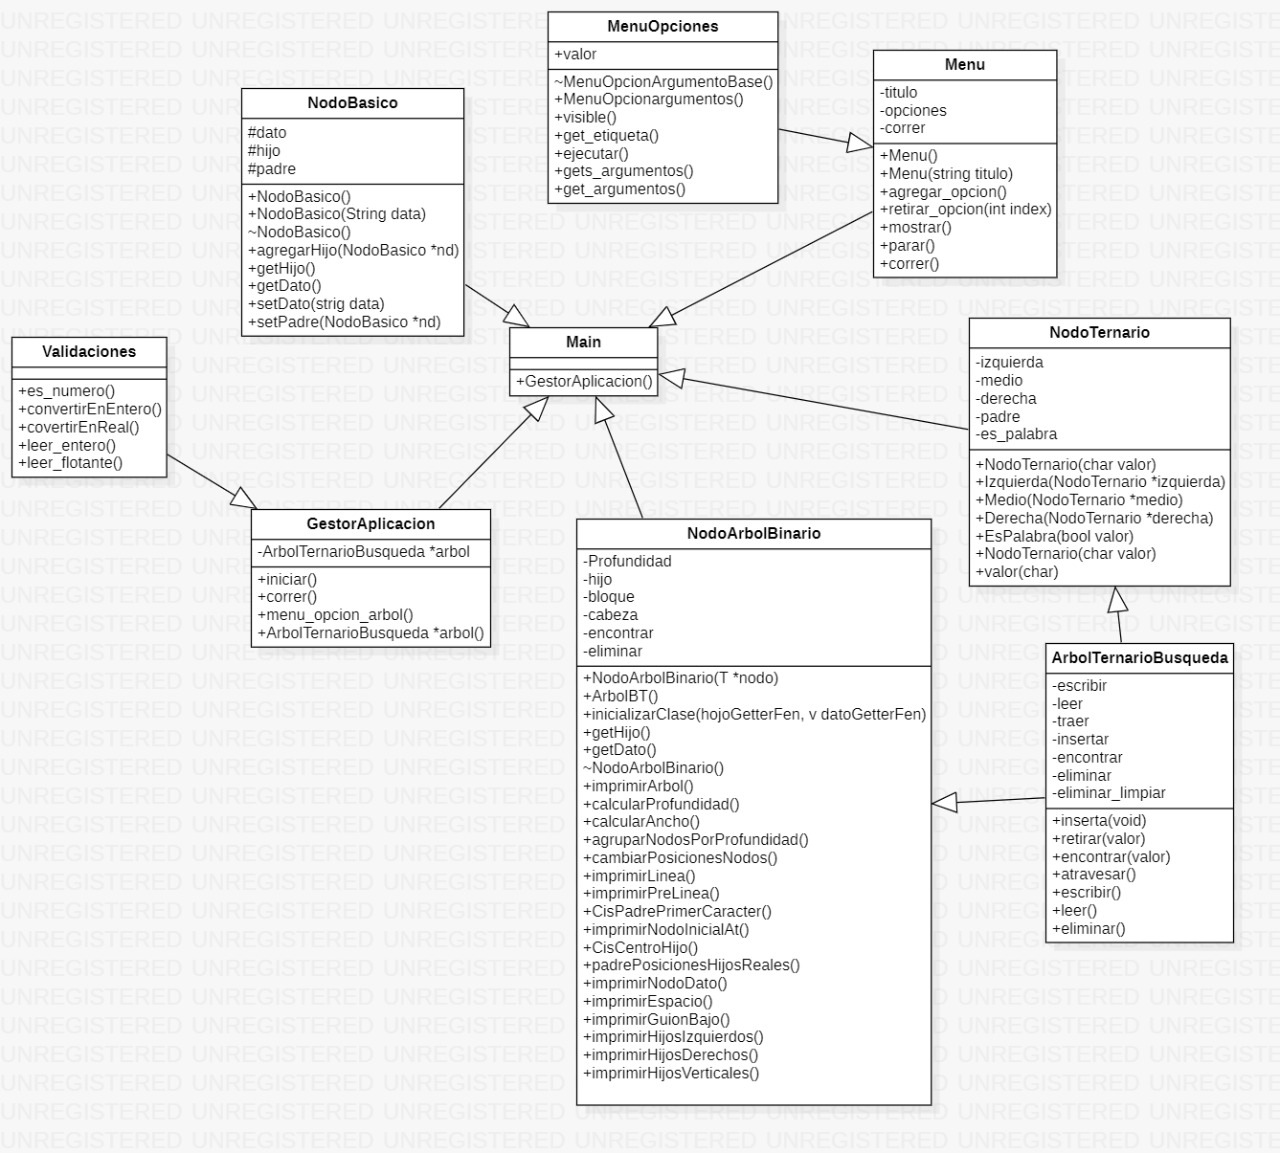 MenuOpciones
+valor
~MenuOpcionArgumentoBase()
+MenuOpcionargumentos()
+visible()
+get_etiqueta()
+ejecutar()
+gets_argumentos()
+get_argumentos()
Menu
-titulo
-opciones
-correr
+Menu()
+Menu(string titulo)
+agregar_opcion()
+retirar_opcion(int index)
+mostrar()
+parar()
+correr()
NodoBasico
#dato
#hijo
#padre
+NodoBasico()
+NodoBasico(String data)
~NodoBasico()
+agregarHijo(NodoBasico *nd)
+getHijo()
+getDato()
+setDato(strig data)
+setPadre(NodoBasico *nd)
Main
+GestorAplicacion()
Validaciones
+es_numero()
+convertirEnEntero()
+covertirEnReal()
+leer_entero()
+leer_flotante()
NodoTernario
-izquierda
-medio
-derecha
-padre
-es_palabra
+NodoTernario(char valor)
+Izquierda(NodoTernario *izquierda)
+Medio(NodoTernario *medio)
+Derecha(NodoTernario *derecha)
+EsPalabra(bool valor)
+NodoTernario(char valor)
+valor(char)
GestorAplicacion
-ArbolTernarioBusqueda *arbol
+iniciar()
+correr()
+menu_opcion_arbol()
+ArbolTernarioBusqueda *arbol()
NodoArbolBinario
-Profundidad
-hijo
-bloque
-cabeza
-encontrar
-eliminar
+NodoArbolBinario(T *nodo)
+ArbolBT()
+inicializarClase(hojoGetterFen, v datoGetterFen)
+getHijo()
+getDato()
~NodoArbolBinario()
+imprimirArbol()
+calcularProfundidad()
+calcularAncho()
+agruparNodosPorProfundidad()
+cambiarPosicionesNodos()
+imprimirLinea()
+imprimirPreLinea()
+CisPadrePrimerCaracter()
+imprimirNodoInicialAt()
+CisCentroHijo()
+padrePosicionesHijosReales()
+imprimirNodoDato()
+imprimirEspacio()
+imprimirGuionBajo()
+imprimirHijosIzquierdos()
+imprimirHijosDerechos()
+imprimirHijosVerticales()
ArbolTernarioBusqueda
-escribir
-leer
-traer
-insertar
-encontrar
-eliminar
-eliminar_limpiar
+inserta(void)
+retirar(valor)
+encontrar(valor)
+atravesar()
+escribir()
+leer()
+eliminar()
UNREGISTERED